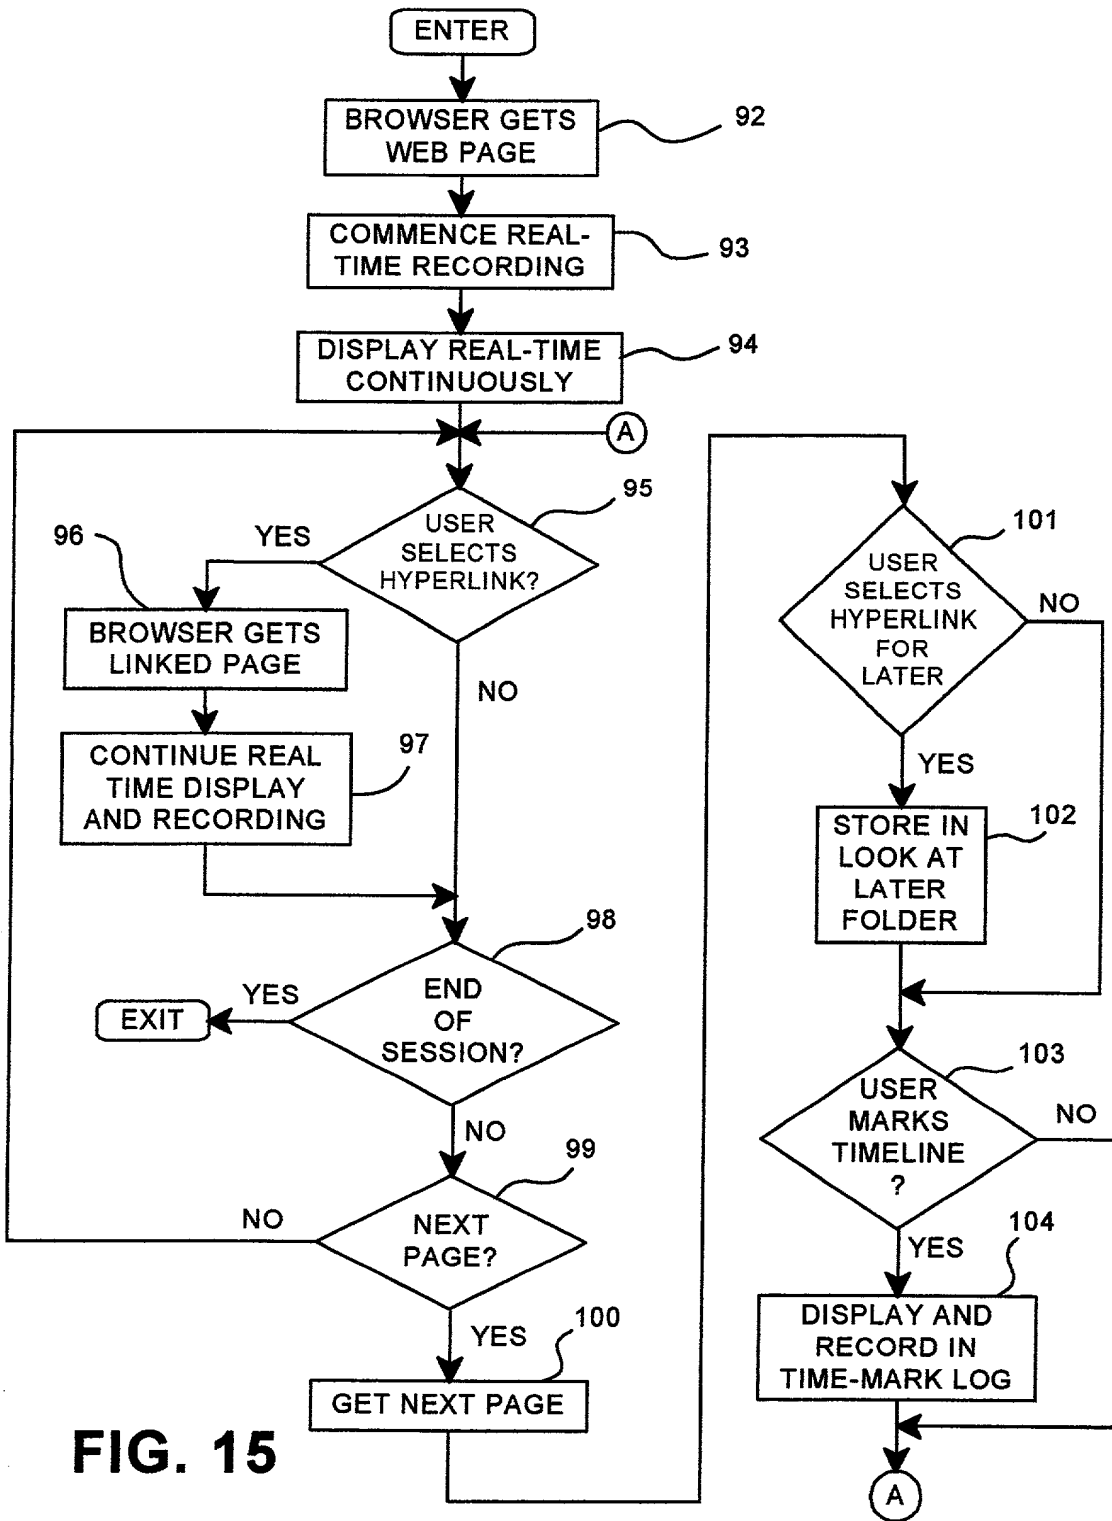 ENTER
BROWSER GETS
WEB PAGE
92
COMMENCE REAL-
TIME RECORDING
93
DISPLAY REAL-TIME
CONTINUOUSLY
94
A
USER
SELECTS
HYPERLINK?
95
YES
NO
96
BROWSER GETS
LINKED PAGE
CONTINUE REAL
TIME DISPLAY
AND RECORDING
97
END
OF
SESSION?
98
YES
EXIT
NO
NEXT
PAGE?
99
NO
YES
GET NEXT PAGE
100
USER
SELECTS
HYPERLINK
FOR
LATER
101
NO
YES
STORE IN
LOOK AT
LATER
FOLDER
102
USER
MARKS
TIMELINE
?
103
NO
YES
DISPLAY AND
RECORD IN
TIME-MARK LOG
104
A
FIG. 15